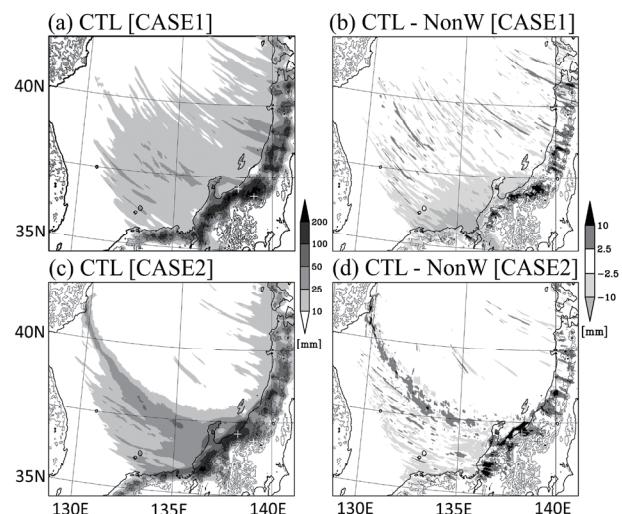 (a) CTL [CASE1]
(b) CTL - NonW [CASE1]
40N
35N
200
100
50
25
10
[mm]
10
2.5
-2.5
-10
[mm]
(c) CTL [CASE2]
(d) CTL - NonW [CASE2]
40N
35N
130E
135E
140E
130E
135E
140E